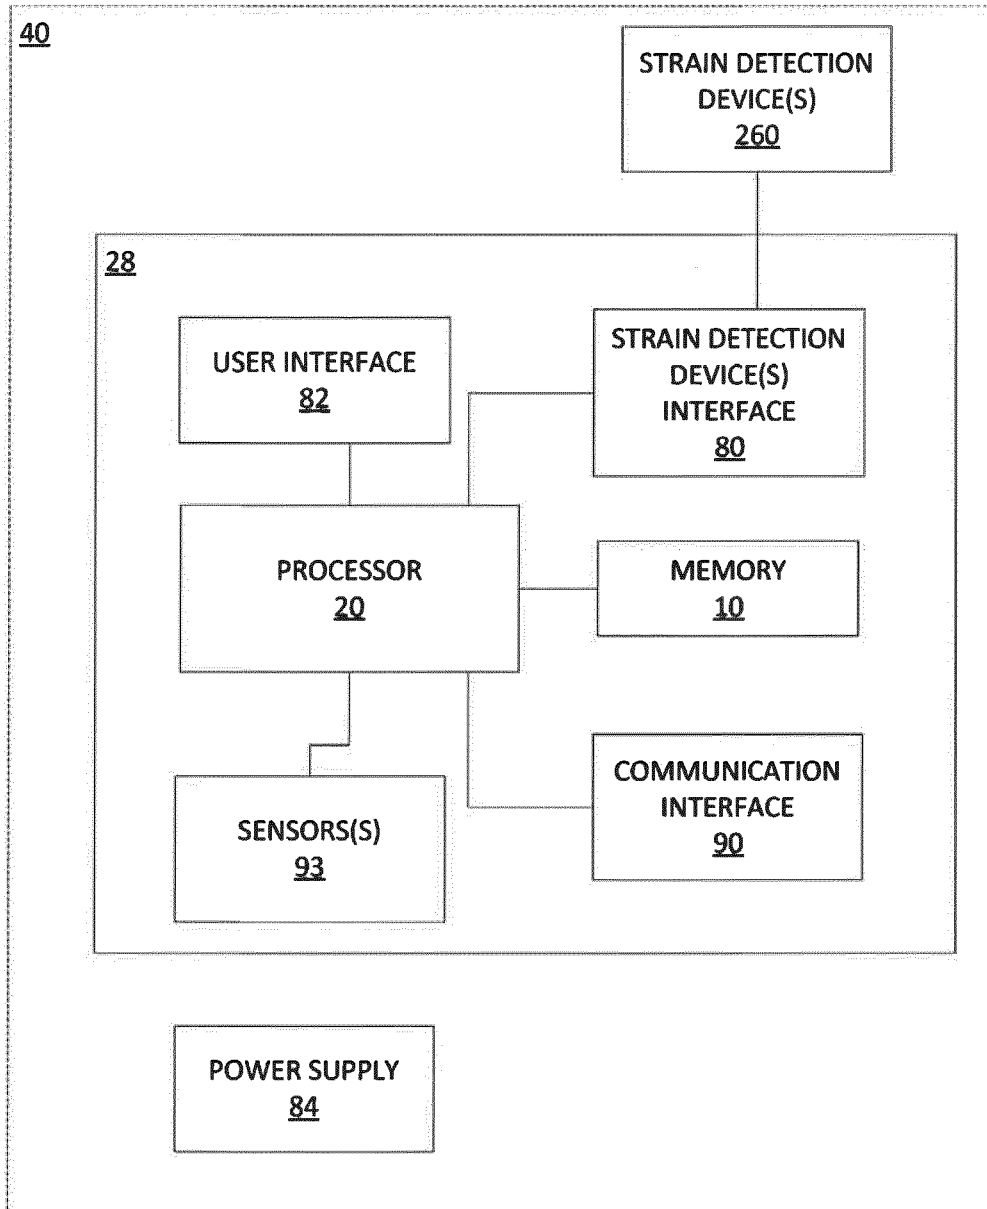 40
STRAIN DETECTION
DEVICE(S)
260
28
USER INTERFACE
82
STRAIN DETECTION
DEVICE(S)
INTERFACE
80
PROCESSOR
20
MEMORY
10
SENSORS(S)
93
COMMUNICATION
INTERFACE
90
POWER SUPPLY
84